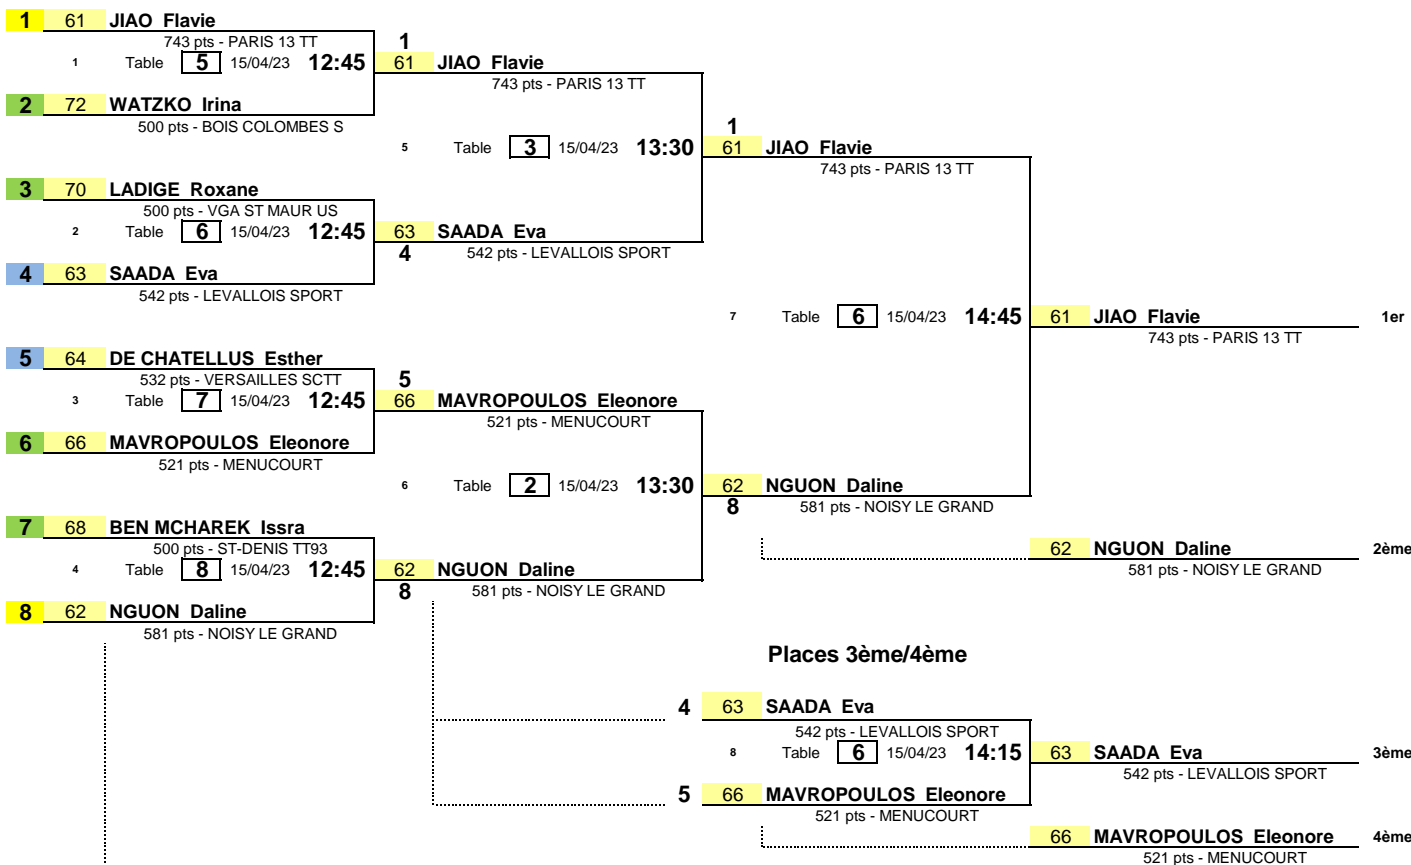 1 61 JIAO Flavie
743 pts - PARIS 13 TT 1
1 Table 5 15/04/23 12:45 61 JIAO Flavie
743 pts - PARIS 13 TT
2 72 WATZKO Irina
500 pts - BOIS COLOMBES S 1
5 Table 3 15/04/23 13:30 61 JIAO Flavie
743 pts - PARIS 13 TT
3 70 LADIGE Roxane
500 pts - VGA ST MAUR US
2 Table 6 15/04/23 12:45 63 SAADA Eva
4 542 pts - LEVALLOIS SPORT
4 63 SAADA Eva
542 pts - LEVALLOIS SPORT
7 Table 6 15/04/23 14:45 61 JIAO Flavie 1er
743 pts - PARIS 13 TT
5 64 DE CHATELLUS Esther
532 pts - VERSAILLES SCTT 5
3 Table 7 15/04/23 12:45 66 MAVROPOULOS Eleonore
521 pts - MENUCOURT
6 66 MAVROPOULOS Eleonore
521 pts - MENUCOURT
6 Table 2 15/04/23 13:30 62 NGUON Daline
8 581 pts - NOISY LE GRAND
7 68 BEN MCHAREK Issra
500 pts - ST-DENIS TT93 62 NGUON Daline 2ème
4 Table 8 15/04/23 12:45 62 NGUON Daline 581 pts - NOISY LE GRAND
8 581 pts - NOISY LE GRAND
8 62 NGUON Daline
581 pts - NOISY LE GRAND
Places 3ème/4ème
4 63 SAADA Eva
542 pts - LEVALLOIS SPORT
8 Table 6 15/04/23 14:15 63 SAADA Eva 3ème
542 pts - LEVALLOIS SPORT
5 66 MAVROPOULOS Eleonore
521 pts - MENUCOURT
66 MAVROPOULOS Eleonore 4ème
521 pts - MENUCOURT